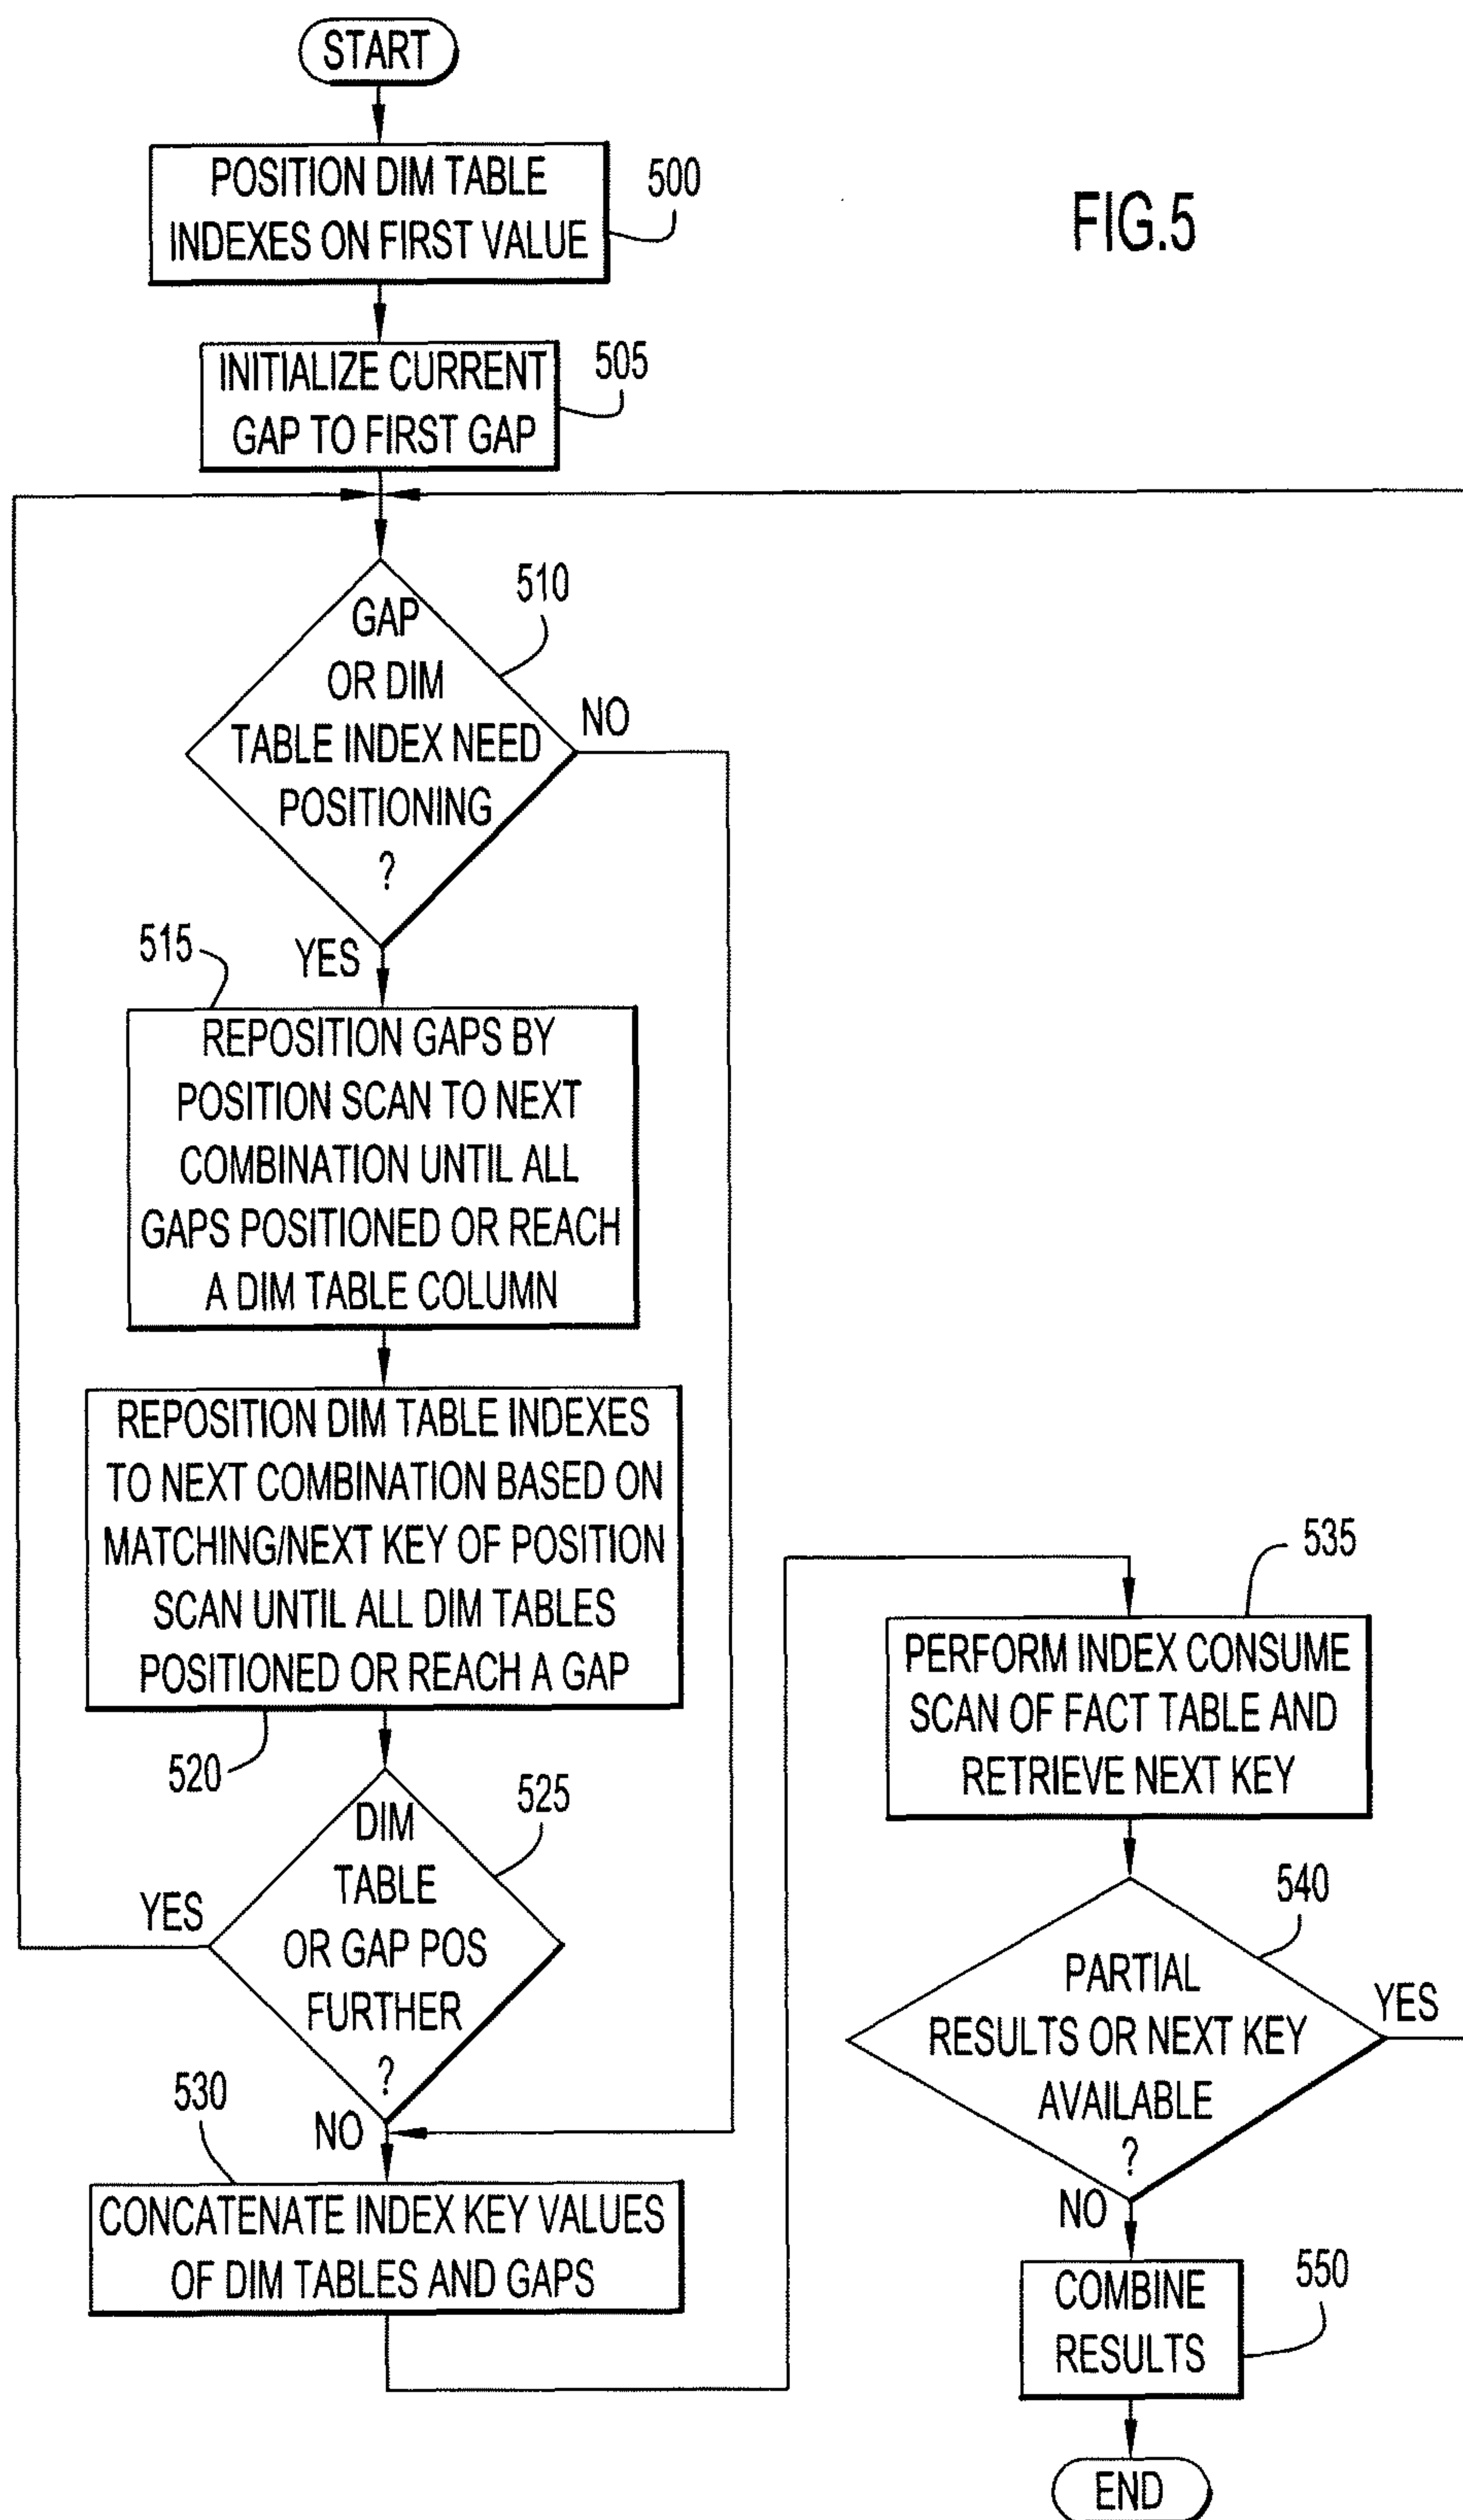 START
POSITION DIM TABLE
INDEXES ON FIRST VALUE
500
FIG.5
INITIALIZE CURRENT
GAP TO FIRST GAP
505
GAP
OR DIM
TABLE INDEX NEED
POSITIONING
?
510
NO
YES
515
REPOSITION GAPS BY
POSITION SCAN TO NEXT
COMBINATION UNTIL ALL
GAPS POSITIONED OR REACH
A DIM TABLE COLUMN
REPOSITION DIM TABLE INDEXES
TO NEXT COMBINATION BASED ON
MATCHING/NEXT KEY OF POSITION
SCAN UNTIL ALL DIM TABLES
POSITIONED OR REACH A GAP
520
DIM
TABLE
OR GAP POS
FURTHER
?
525
YES
NO
530
CONCATENATE INDEX KEY VALUES
OF DIM TABLES AND GAPS
535
PERFORM INDEX CONSUME
SCAN OF FACT TABLE AND
RETRIEVE NEXT KEY
540
PARTIAL
RESULTS OR NEXT KEY
AVAILABLE
?
YES
NO
COMBINE
RESULTS
550
END